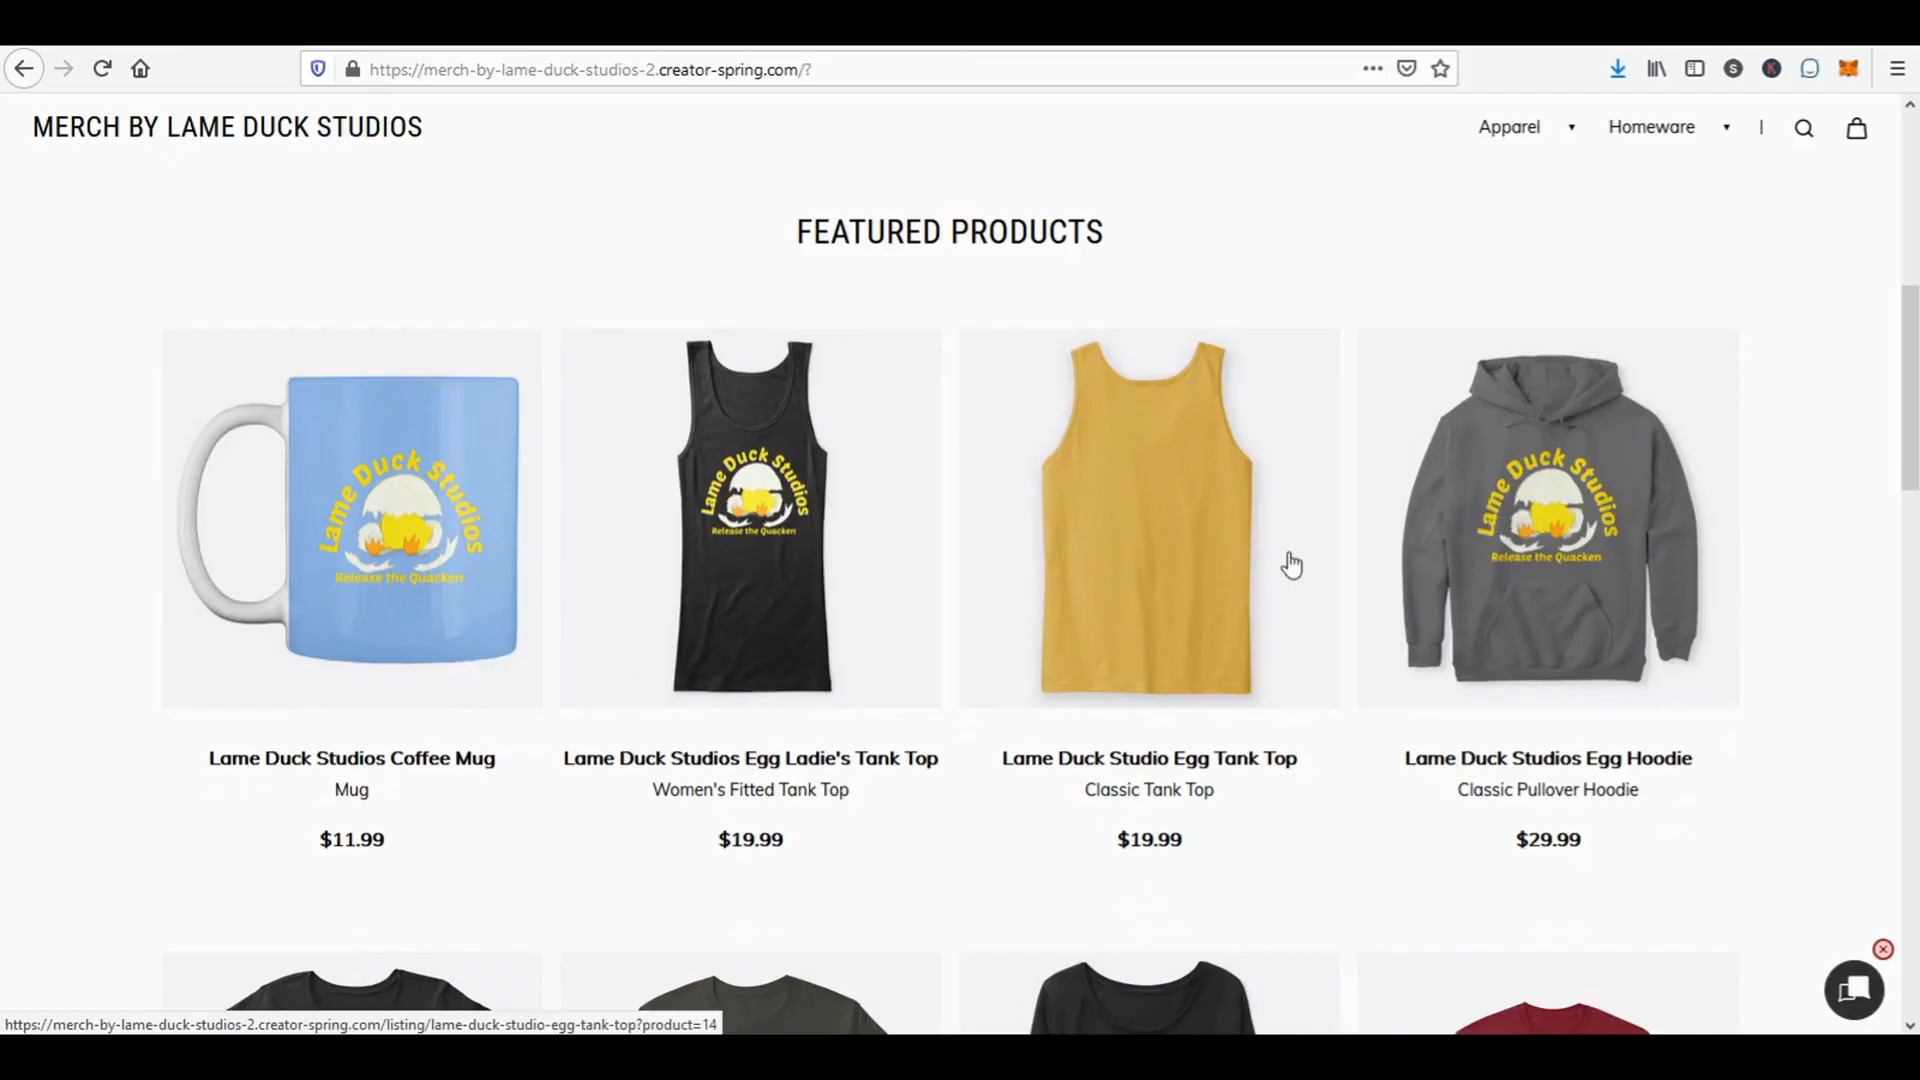 https://merch-by-lame-duck-studios-2.creator-spring.com/?
S
K
MERCH BY LAME DUCK STUDIOS
Apparel
Homeware
FEATURED PRODUCTS
Lame Duck Studios
Release the Quacken
Lame Duck Studios
Release the Quacken
Lame Duck Studios
Release the Quacken
Lame Duck Studios Coffee Mug
Mug
$11.99
Lame Duck Studios Egg Ladie's Tank Top
Women's Fitted Tank Top
$19.99
Lame Duck Studio Egg Tank Top
Classic Tank Top
$19.99
Lame Duck Studios Egg Hoodie
Classic Pullover Hoodie
$29.99
https://merch-by-lame-duck-studios-2.creator-spring.com/listing/lame-duck-studio-egg-tank-top?product=14